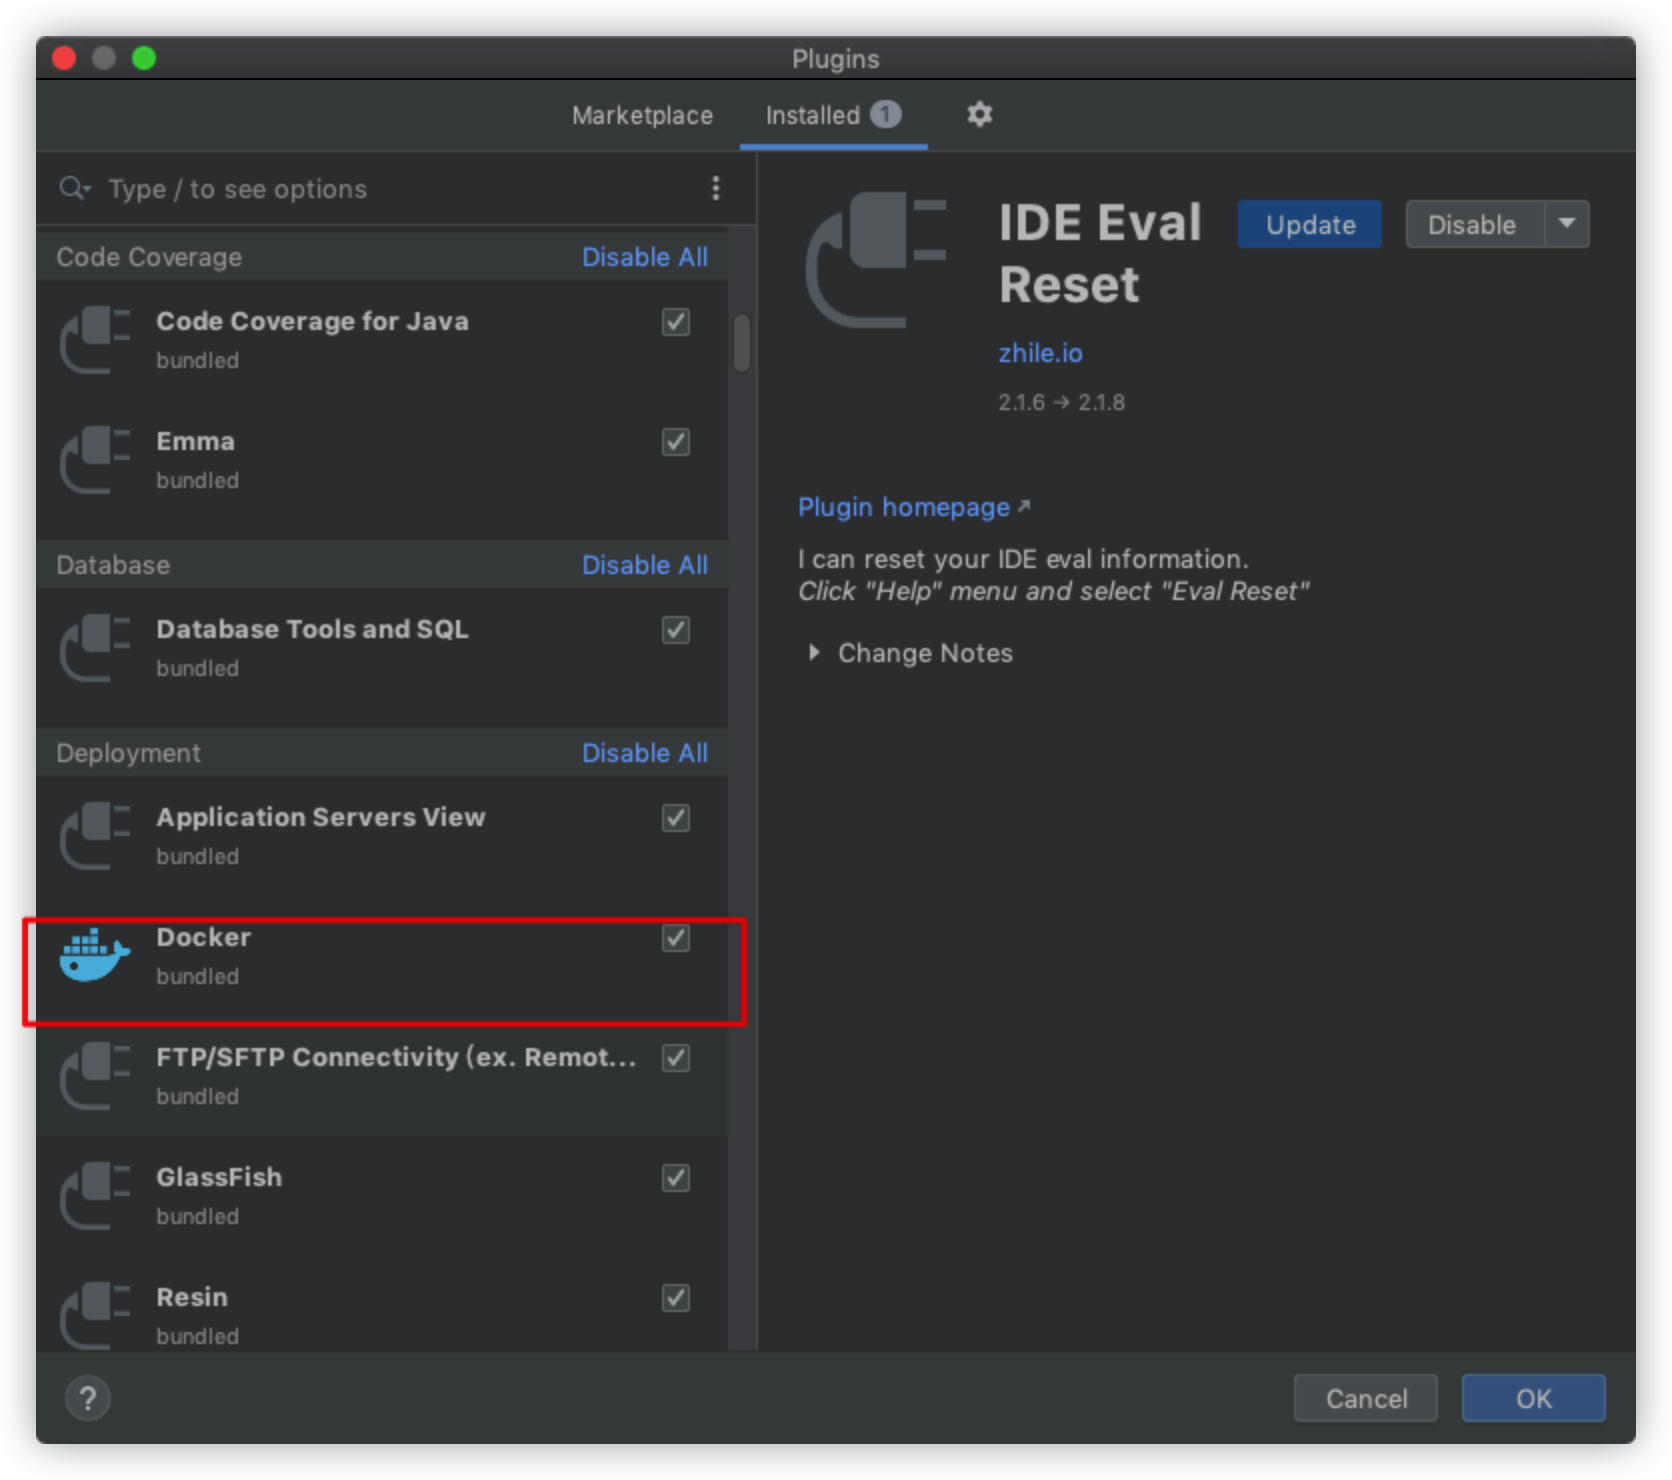 Plugins
Marketplace
Installed 1
Type / to see options
Code Coverage Disable All
Code Coverage for Java
bundled
Emma
bundled
Database Disable All
Database Tools and SQL
bundled
Deployment Disable All
Application Servers View
bundled
Docker
bundled
FTP/SFTP Connectivity (ex. Remot...
bundled
GlassFish
bundled
Resin
bundled
IDE Eval
Reset
Update
Disable
zhile.io
2.1.6 → 2.1.8
Plugin homepage ↗
I can reset your IDE eval information.
Click "Help" menu and select "Eval Reset"
Change Notes
?
Cancel
OK